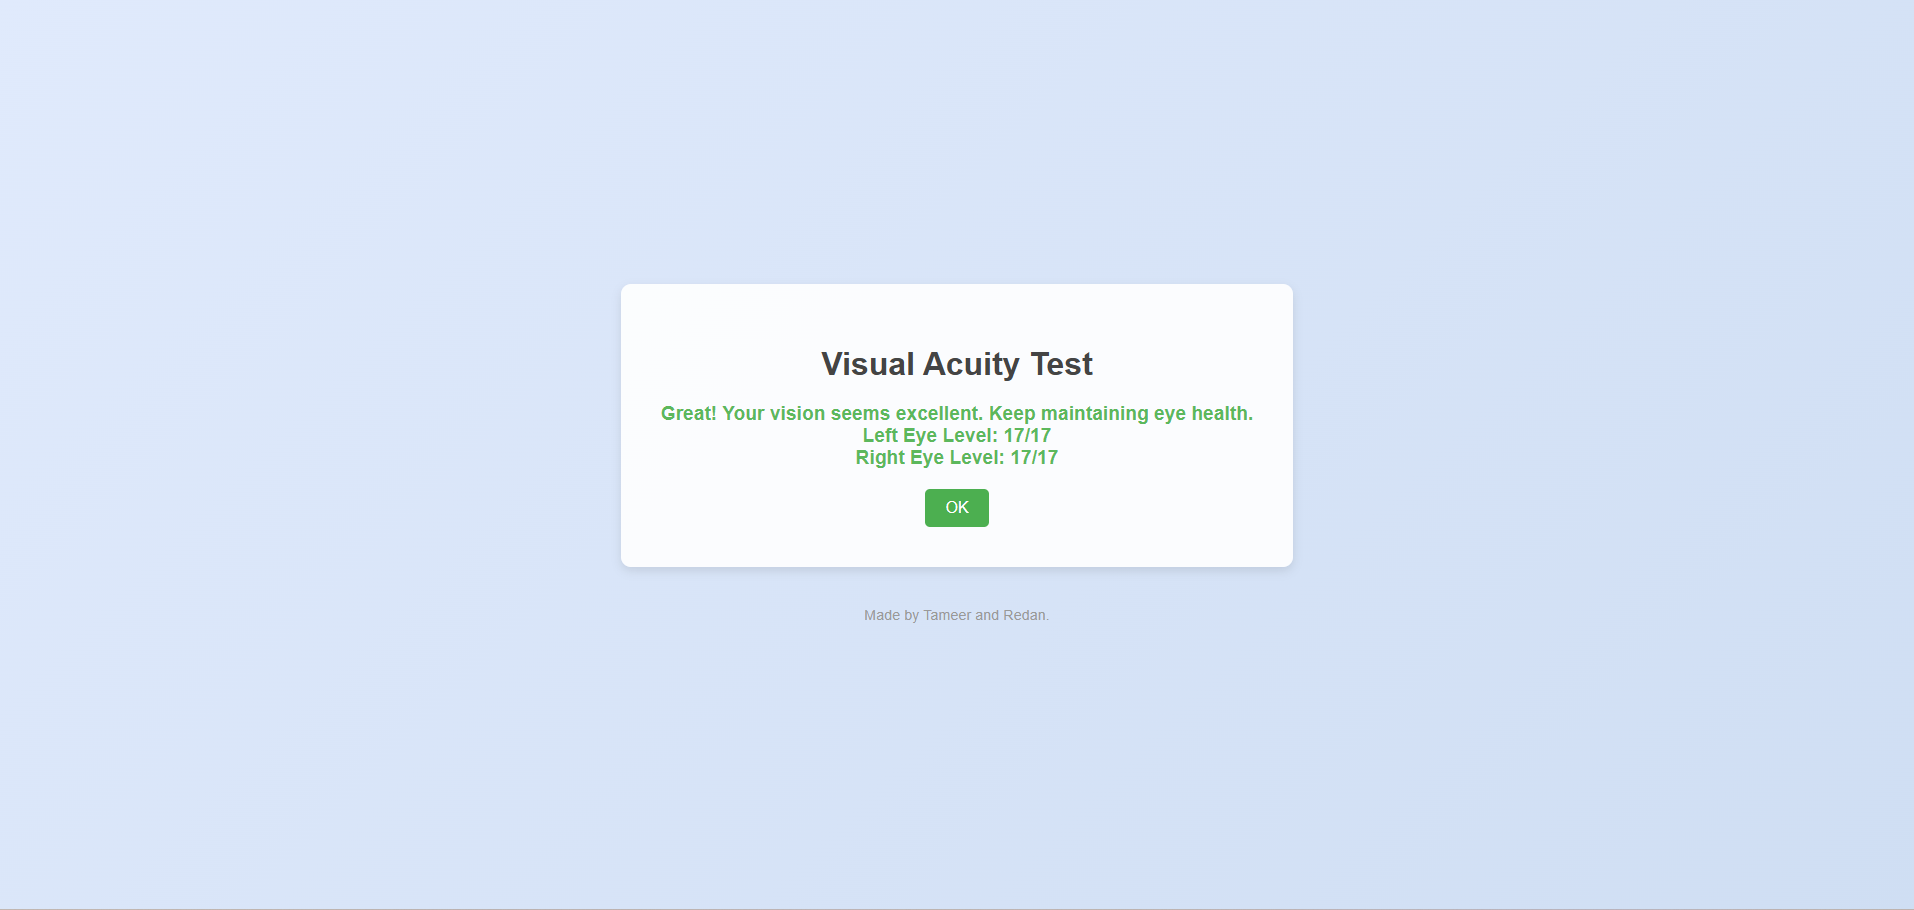 Visual Acuity Test
Great! Your vision seems excellent. Keep maintaining eye health.
Left Eye Level: 17/17
Right Eye Level: 17/17
OK
Made by Tameer and Redan.